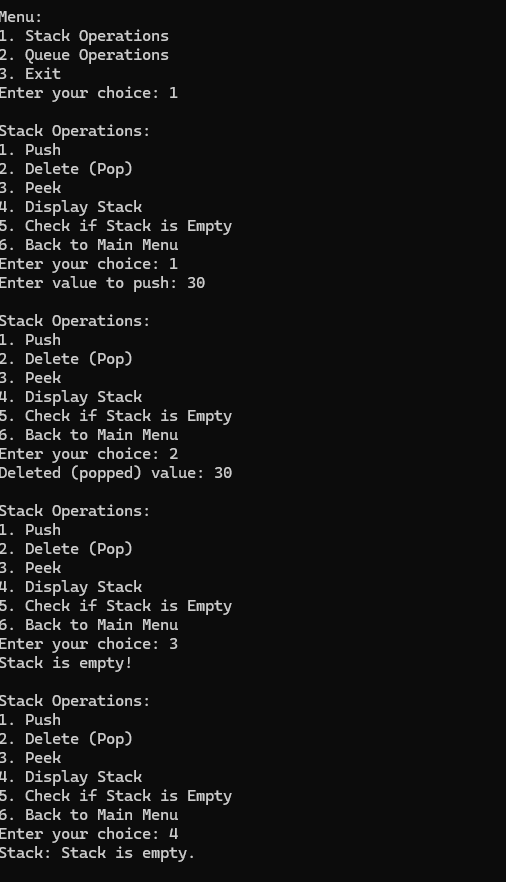 Menu:
1. Stack Operations
2. Queue Operations
3. Exit
Enter your choice: 1

Stack Operations:
1. Push
2. Delete (Pop)
3. Peek
4. Display Stack
5. Check if Stack is Empty
6. Back to Main Menu
Enter your choice: 1
Enter value to push: 30

Stack Operations:
1. Push
2. Delete (Pop)
3. Peek
4. Display Stack
5. Check if Stack is Empty
6. Back to Main Menu
Enter your choice: 2
Deleted (popped) value: 30

Stack Operations:
1. Push
2. Delete (Pop)
3. Peek
4. Display Stack
5. Check if Stack is Empty
6. Back to Main Menu
Enter your choice: 3
Stack is empty!

Stack Operations:
1. Push
2. Delete (Pop)
3. Peek
4. Display Stack
5. Check if Stack is Empty
6. Back to Main Menu
Enter your choice: 4
Stack: Stack is empty.